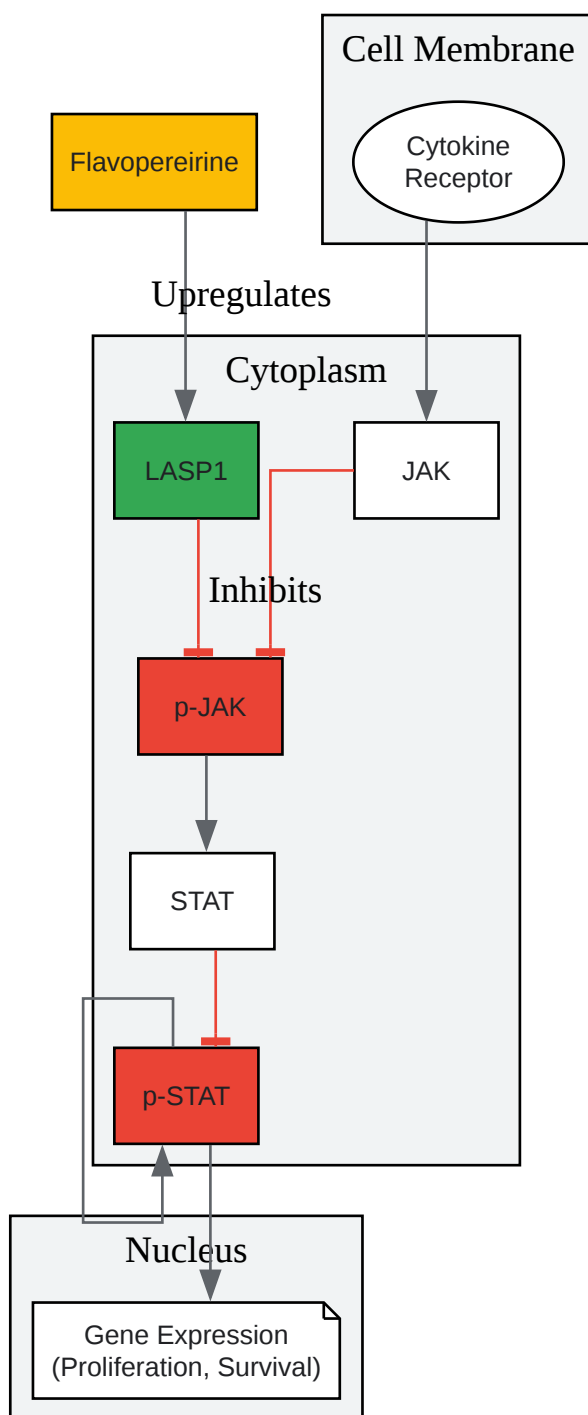 Cell Membrane
Flavopereirine
Cytokine
Receptor
Upregulates
Cytoplasm
LASP1
JAK
Inhibits
p-JAK
STAT
p-STAT
Nucleus
Gene Expression
(Proliferation, Survival)